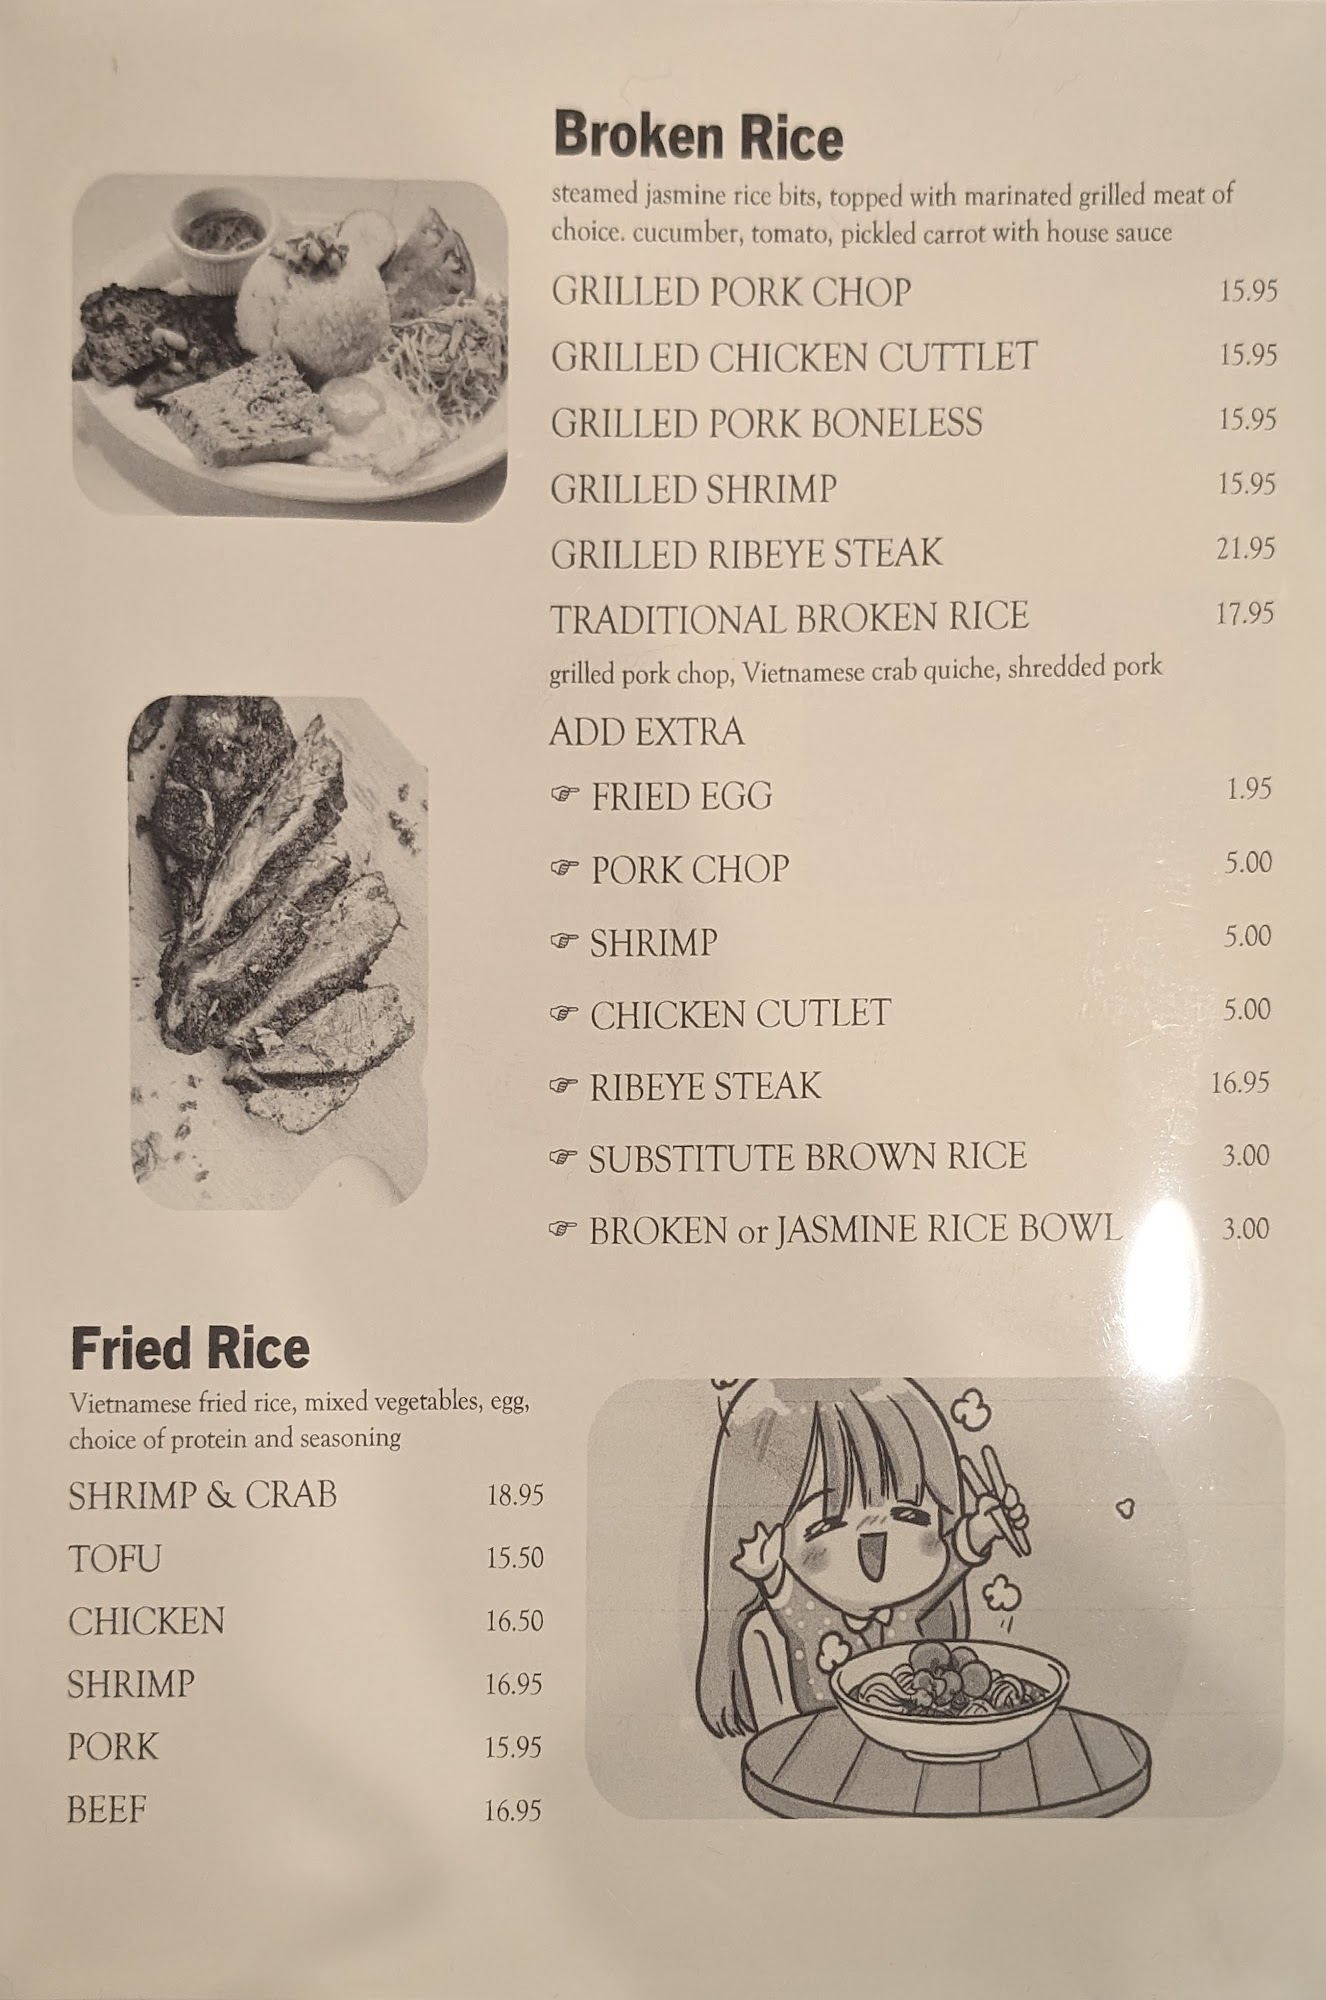 Broken Rice
steamed jasmine rice bits, topped with marinated grilled meat of
choice. cucumber, tomato, pickled carrot with house sauce
GRILLED PORK CHOP 15.95
GRILLED CHICKEN CUTTLET 15.95
GRILLED PORK BONELESS 15.95
GRILLED SHRIMP 15.95
GRILLED RIBEYE STEAK 21.95
TRADITIONAL BROKEN RICE 17.95
grilled pork chop, Vietnamese crab quiche, shredded pork
ADD EXTRA
☞ FRIED EGG 1.95
☞ PORK CHOP 5.00
☞ SHRIMP 5.00
☞ CHICKEN CUTLET 5.00
☞ RIBEYE STEAK 16.95
☞ SUBSTITUTE BROWN RICE 3.00
☞ BROKEN or JASMINE RICE BOWL 3.00
Fried Rice
Vietnamese fried rice, mixed vegetables, egg,
choice of protein and seasoning
SHRIMP & CRAB 18.95
TOFU 15.50
CHICKEN 16.50
SHRIMP 16.95
PORK 15.95
BEEF 16.95